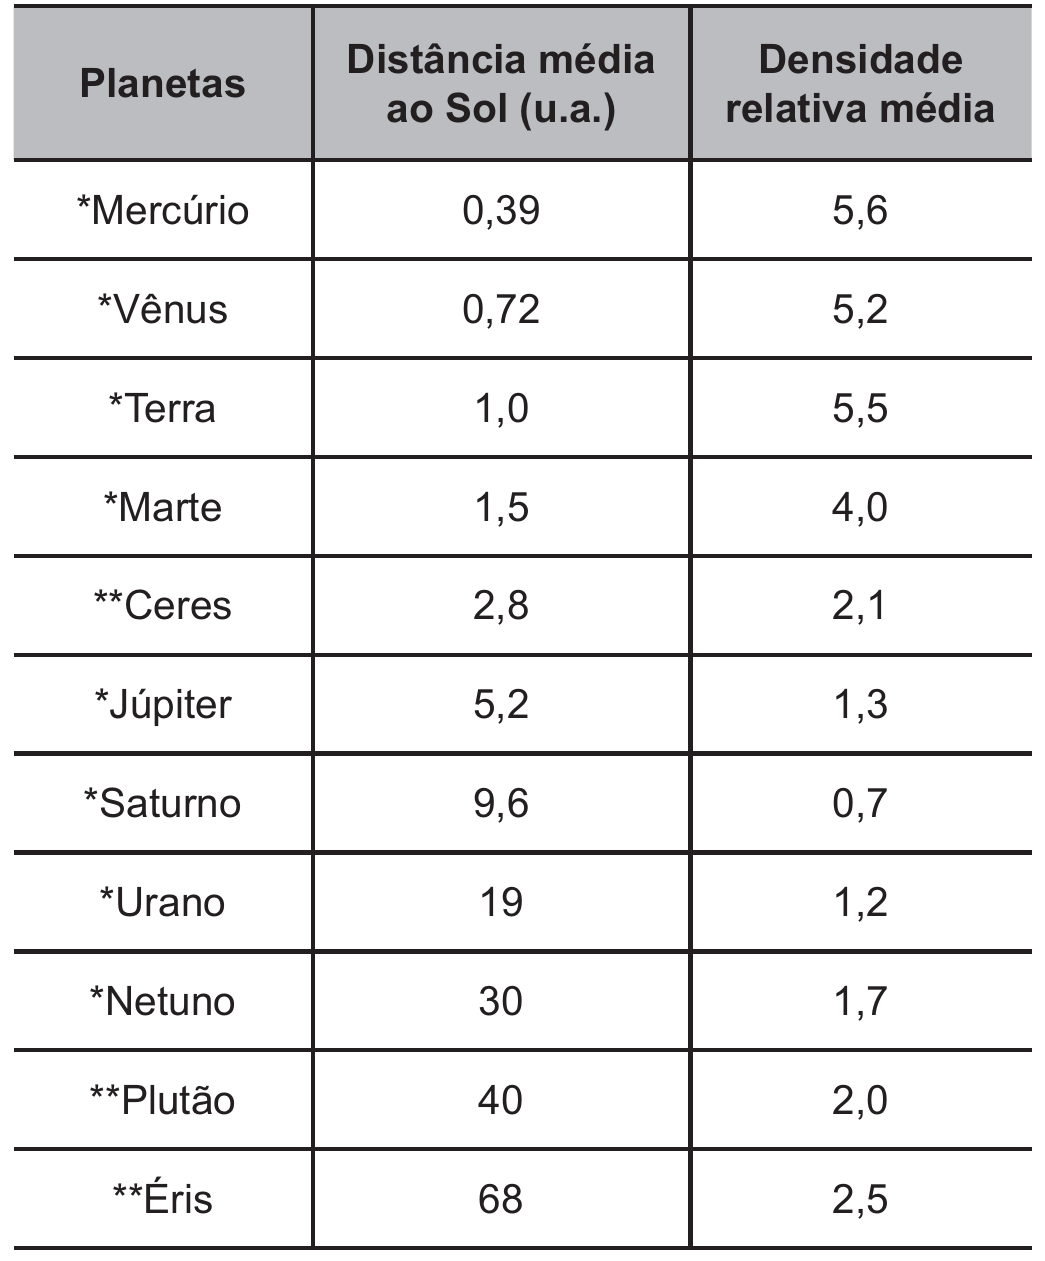 Planetas Distância média ao Sol (u.a.) Densidade relativa média
*Mercúrio 0,39 5,6
*Vênus 0,72 5,2
*Terra 1,0 5,5
*Marte 1,5 4,0
**Ceres 2,8 2,1
*Júpiter 5,2 1,3
*Saturno 9,6 0,7
*Urano 19 1,2
*Netuno 30 1,7
**Plutão 40 2,0
**Éris 68 2,5